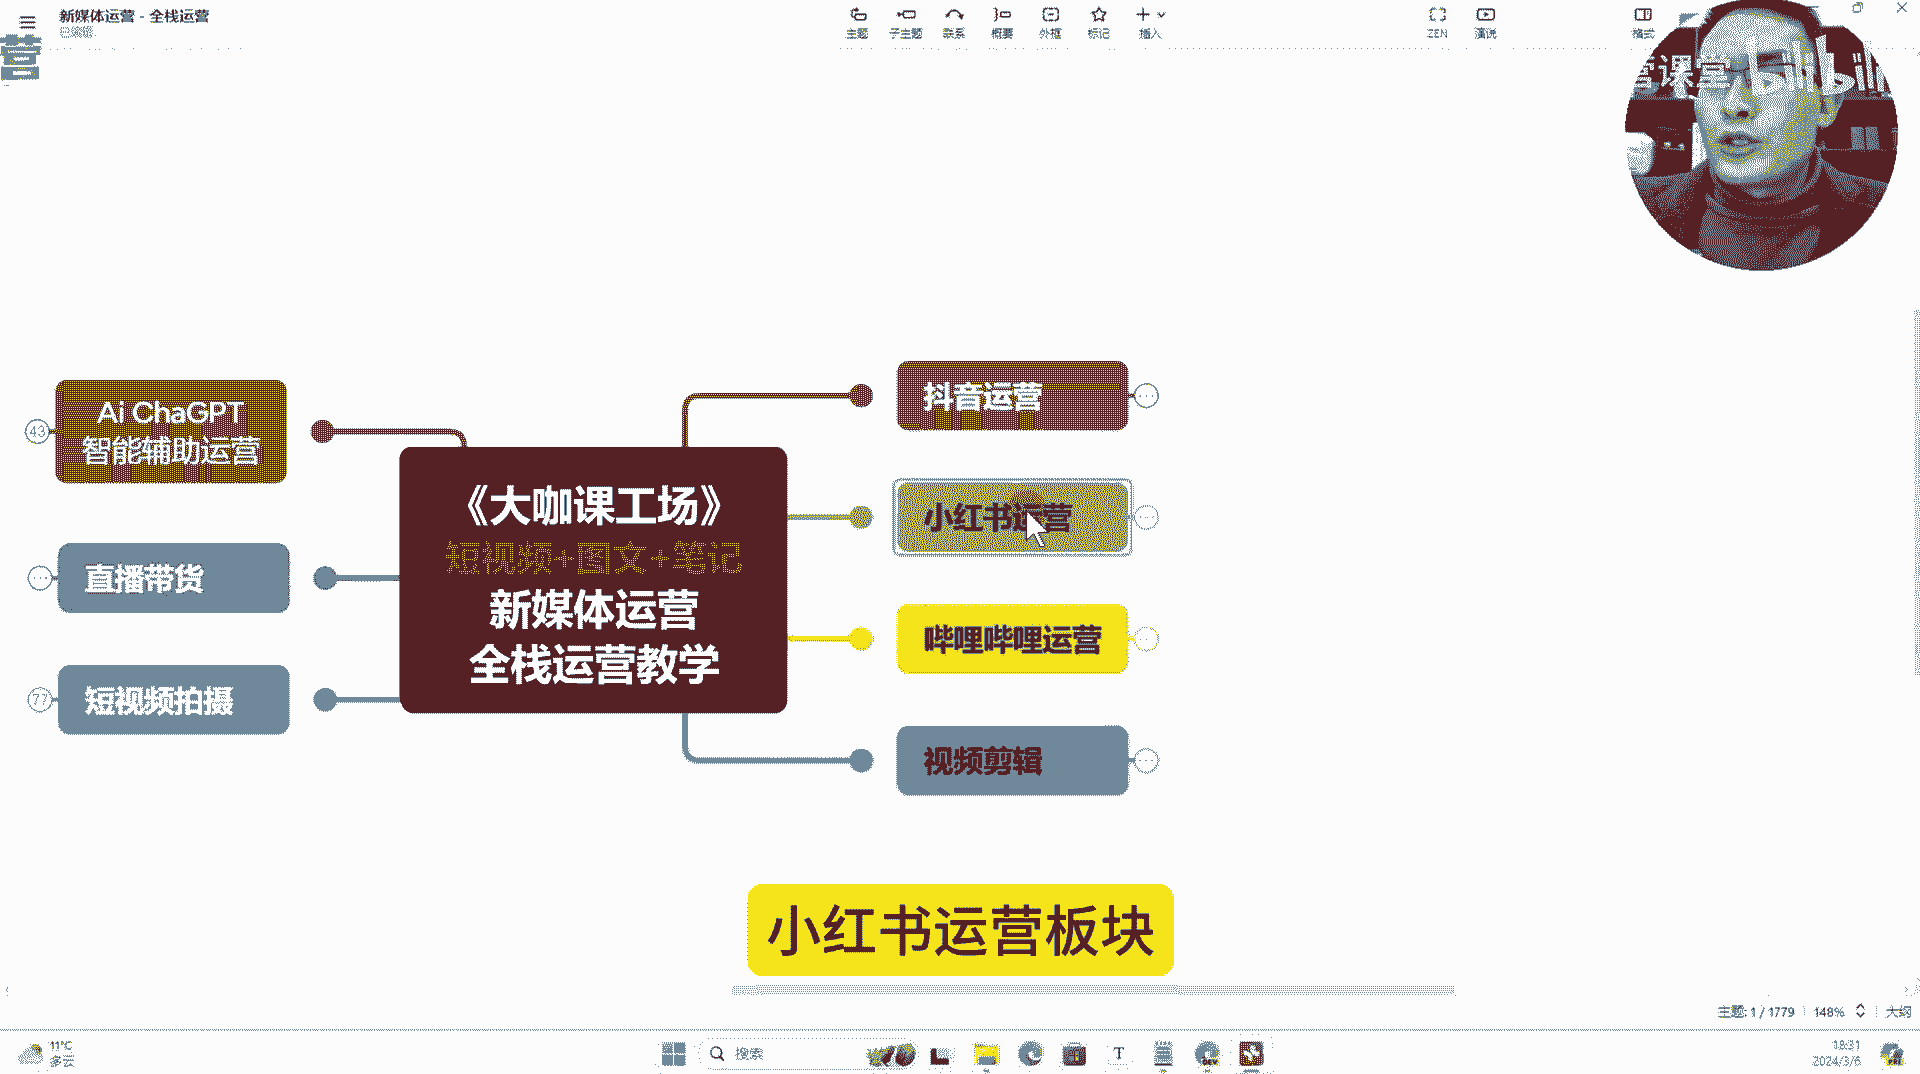 新媒体运营 - 全栈运营
已编辑
主题
子主题
联系
概要
外框
标记
插入
ZEN
演说
格式
营
营课堂 bilibili
Ai ChaGPT
智能辅助运营
43
直播带货
短视频拍摄
77
《大咖课工场》
短视频+图文+笔记
新媒体运营
全栈运营教学
抖音运营
小红书运营
哔哩哔哩运营
视频剪辑
小红书运营板块
主题: 1 / 1779
148%
大纲
11°C
多云
搜索
18:31
2024/3/6